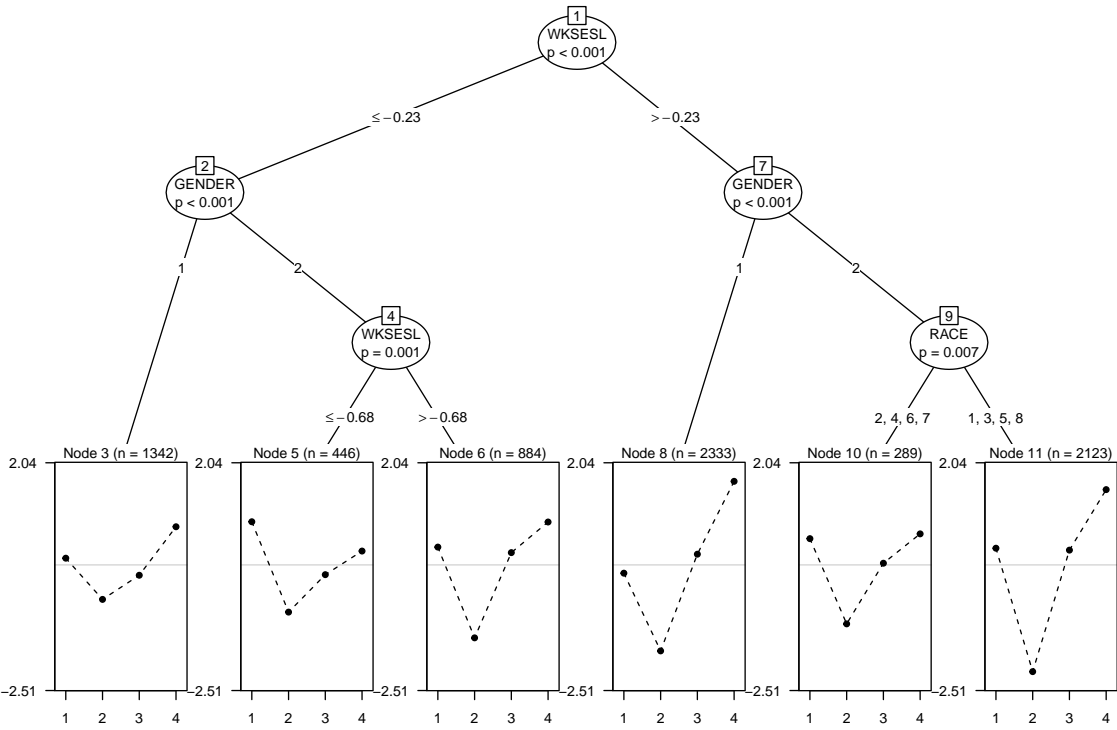 1
WKSESL
p < 0.001
≤ −0.23
> −0.23
2
GENDER
p < 0.001
7
GENDER
p < 0.001
1
2
1
2
4
WKSESL
p = 0.001
9
RACE
p = 0.007
≤ −0.68
> −0.68
2, 4, 6, 7
1, 3, 5, 8
Node 3 (n = 1342)
2.04
−2.51
1 2 3 4
Node 5 (n = 446)
2.04
−2.51
1 2 3 4
Node 6 (n = 884)
2.04
−2.51
1 2 3 4
Node 8 (n = 2333)
2.04
−2.51
1 2 3 4
Node 10 (n = 289)
2.04
−2.51
1 2 3 4
Node 11 (n = 2123)
2.04
−2.51
1 2 3 4